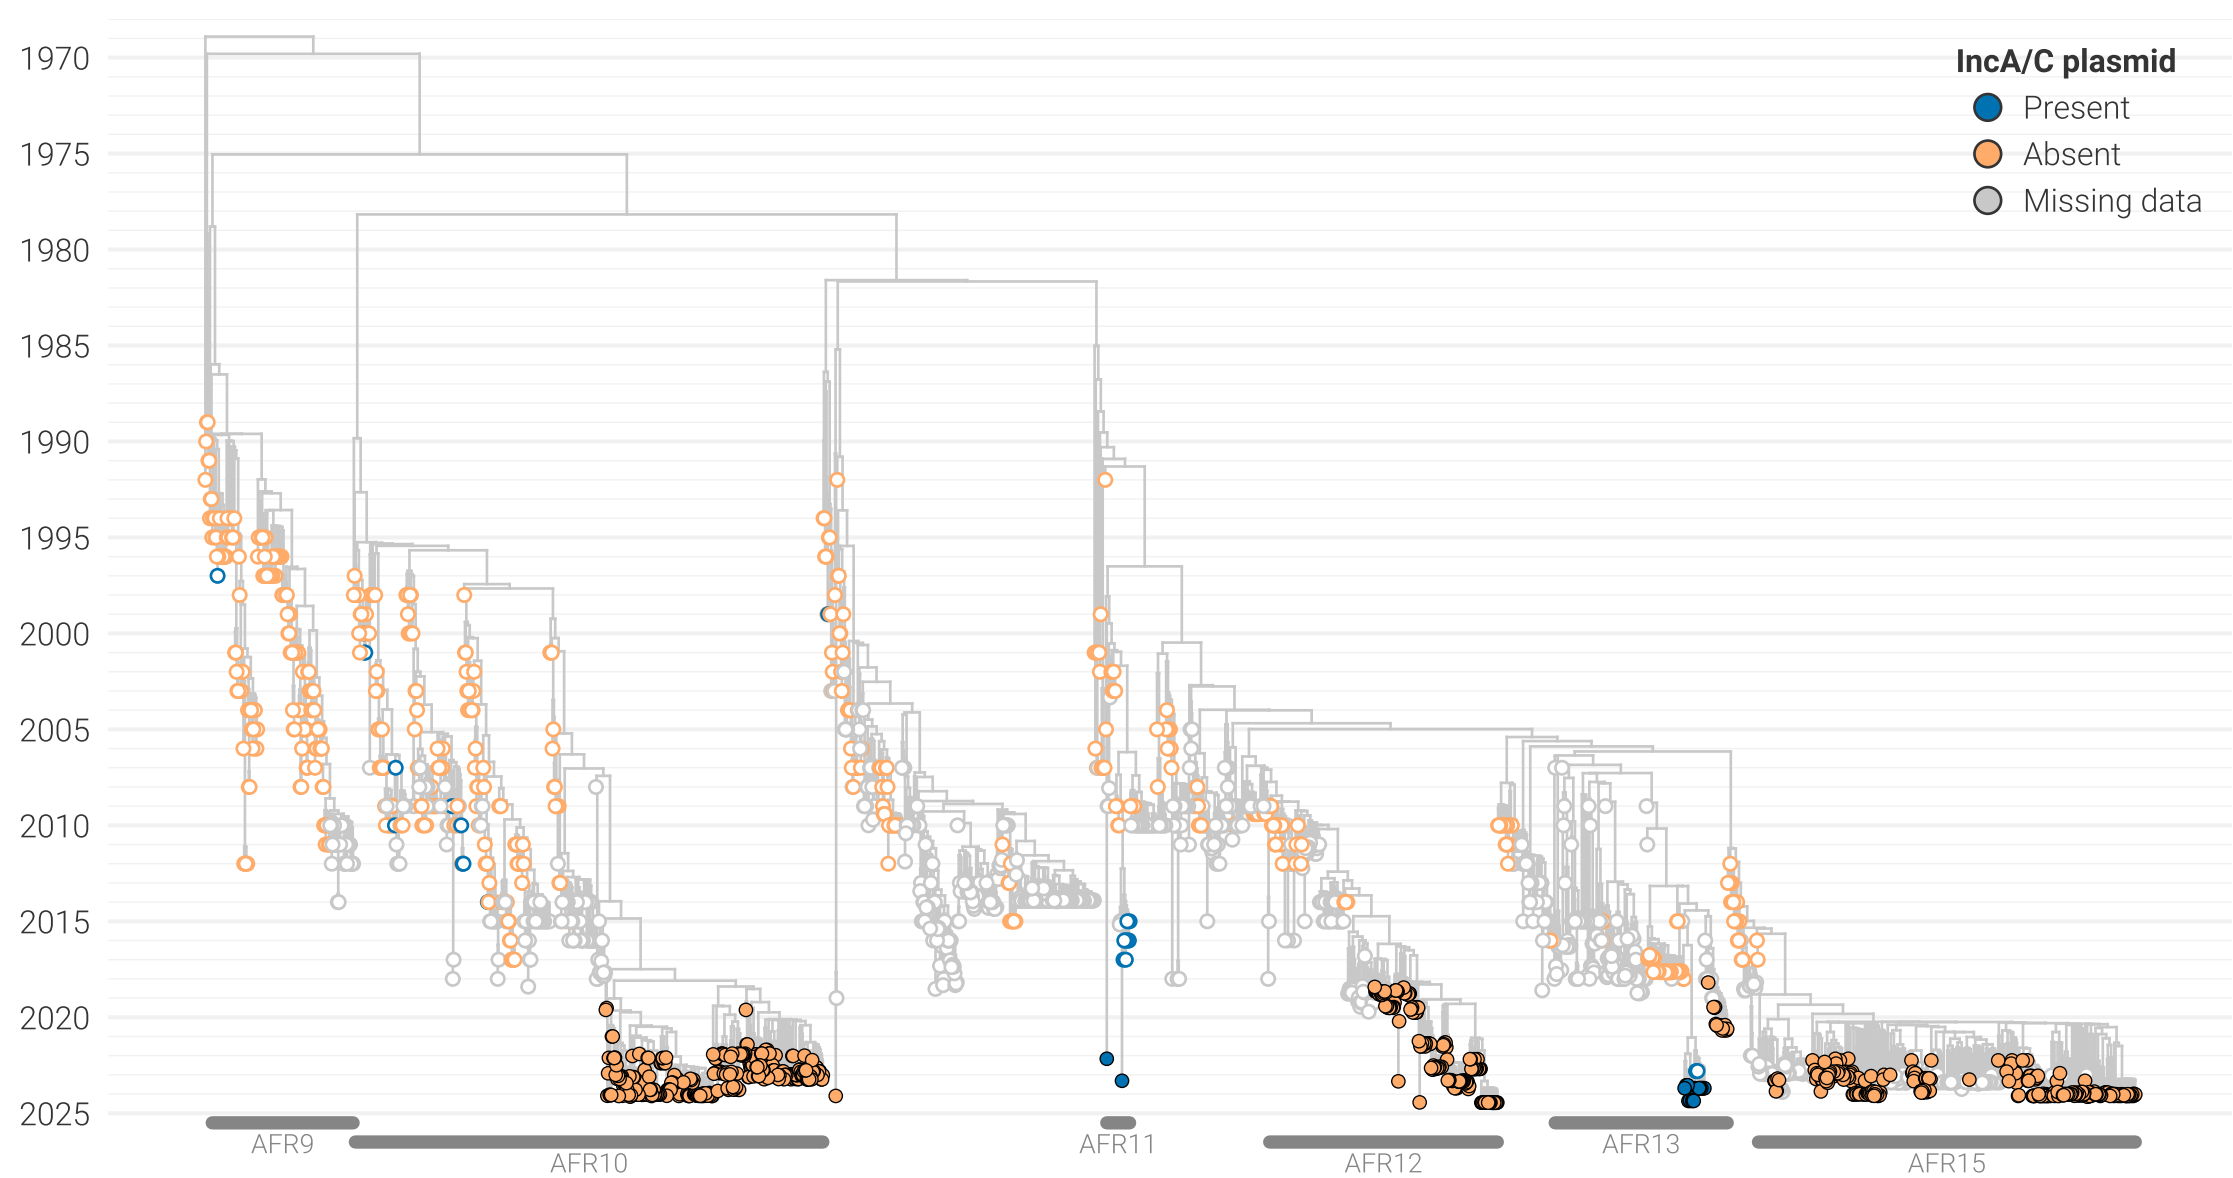 IncA/C plasmid
Present
Absent
Missing data
1970
1975
1980
1985
1990
1995
2000
2005
2010
2015
2020
2025
AFR9
AFR10
AFR11
AFR12
AFR13
AFR15